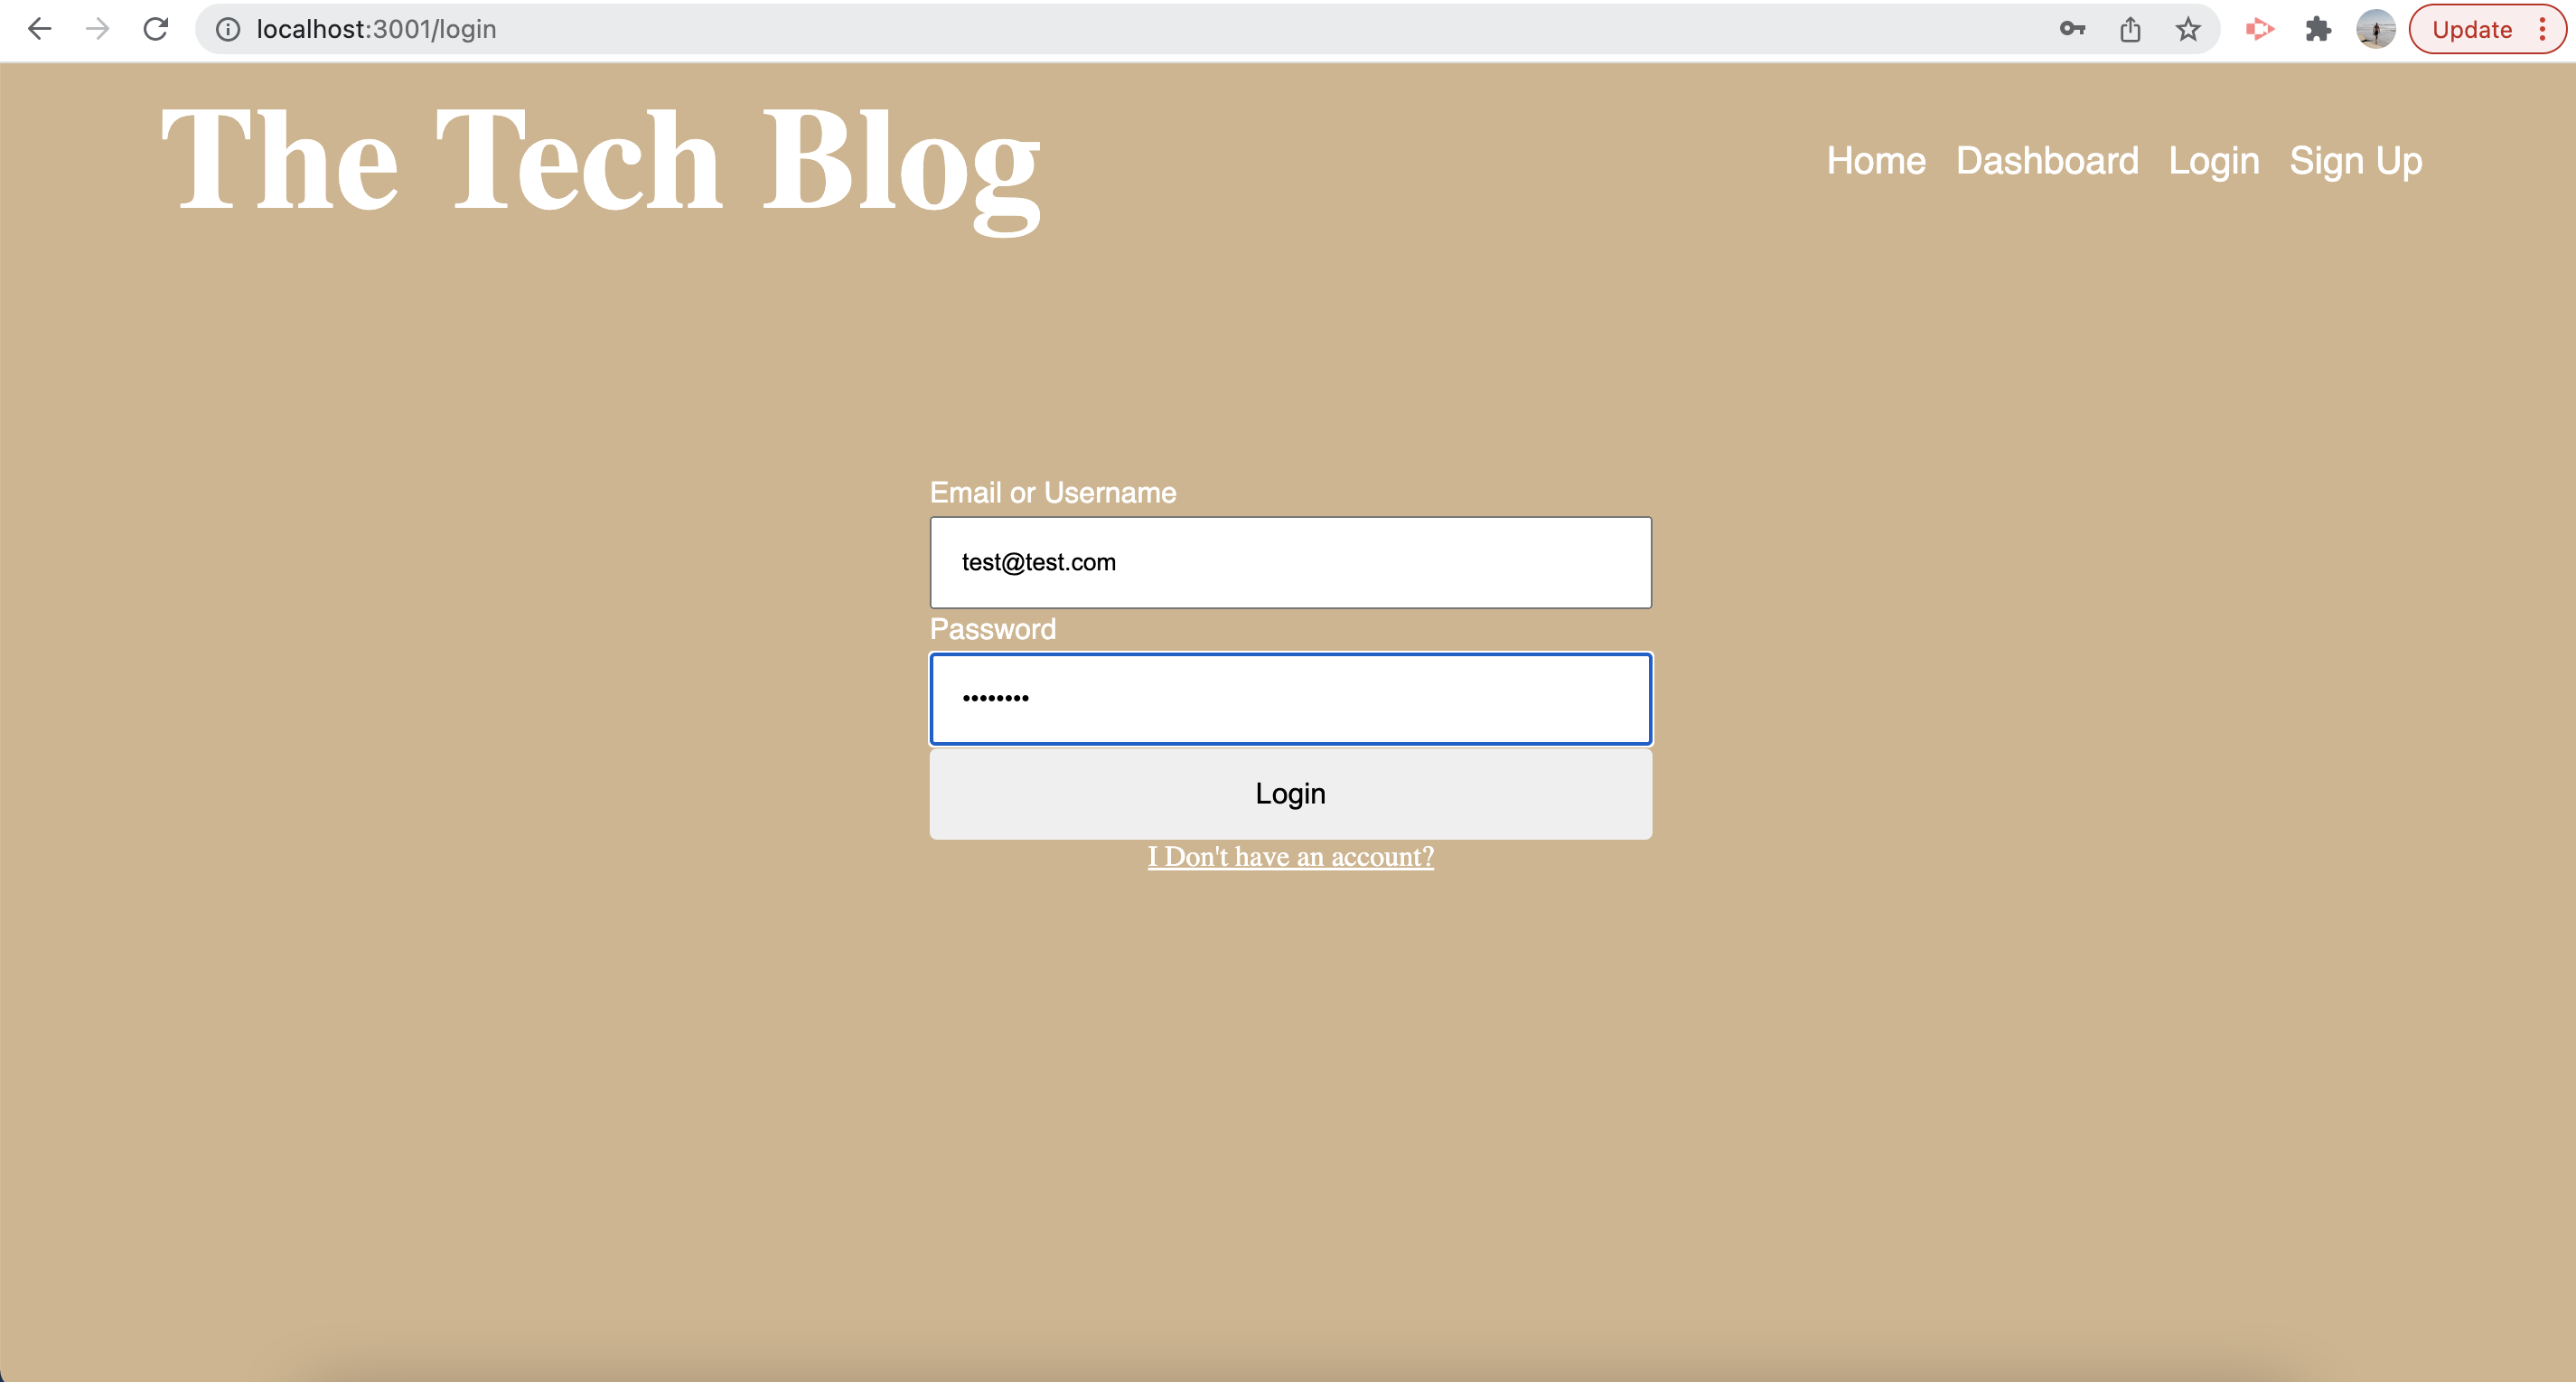 localhost:3001/login
Update
The Tech Blog
Home Dashboard Login Sign Up
Email or Username
test@test.com
Password
••••••••
Login
I Don't have an account?